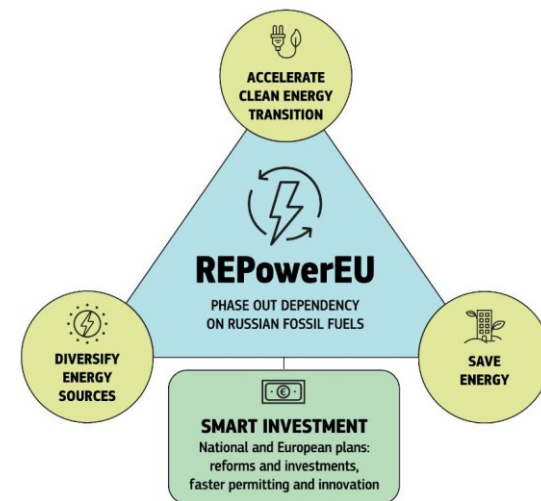 ACCELERATE
CLEAN ENERGY
TRANSITION
REPowerEU
PHASE OUT DEPENDENCY
ON RUSSIAN FOSSIL FUELS
DIVERSIFY
ENERGY
SOURCES
SAVE
ENERGY
€
SMART INVESTMENT
National and European plans:
reforms and investments,
faster permitting and innovation